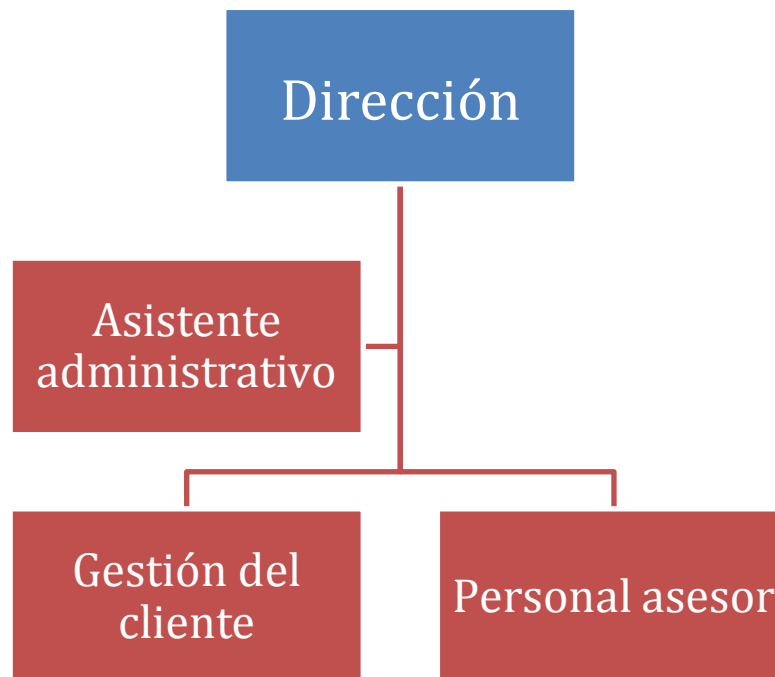 Dirección
Asistente
administrativo
Gestión del
cliente
Personal asesor